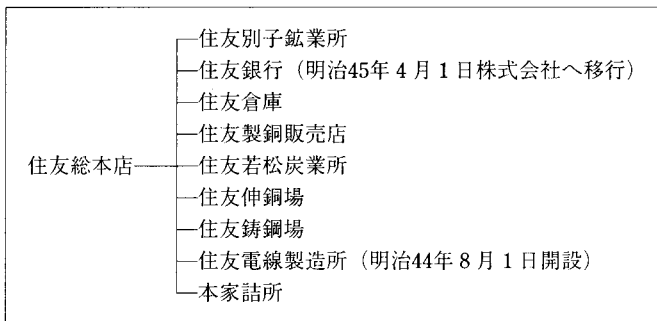 住友別子鉱業所
住友銀行（明治45年4月1日株式会社へ移行）
住友倉庫
住友製銅販売店
住友総本店
住友若松炭業所
住友伸銅場
住友鋳鋼場
住友電線製造所（明治44年8月1日開設）
本家詰所